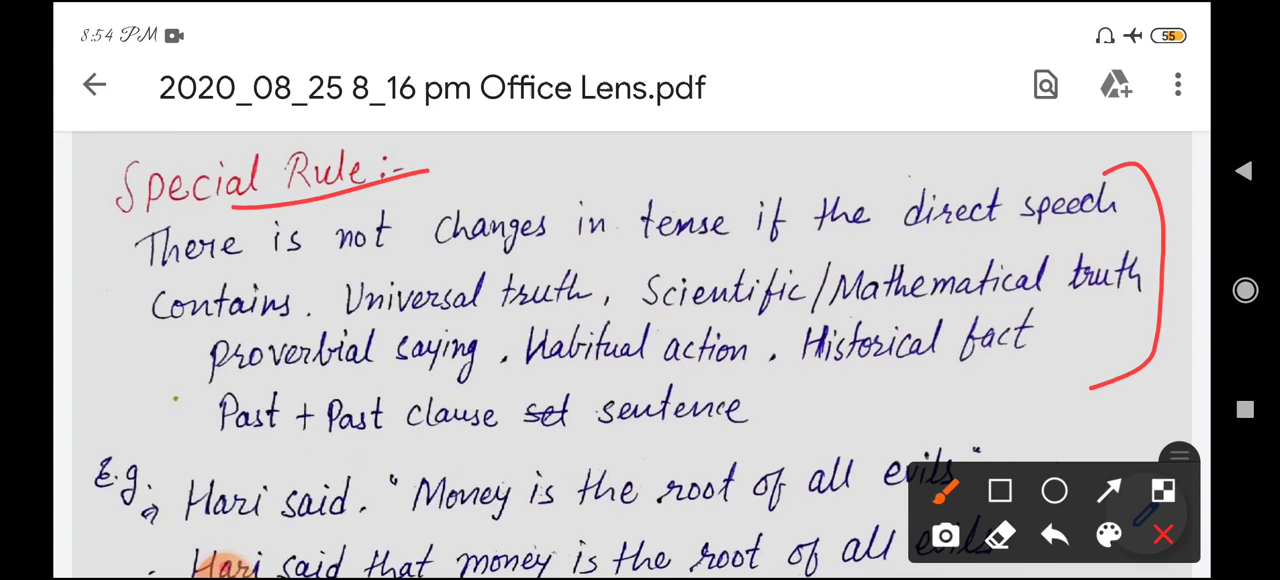 8:54 PM
55
2020_08_25 8_16 pm Office Lens.pdf
Special Rule:-
There is not changes in tense if the direct speech
contains. Universal truth, Scientific/Mathematical truth
proverbial saying, Habitual action, Historical fact
Past + Past clause set sentence
E.g;
Hari said. "Money is the root of all evils"
Hari said that money is the root of all evils